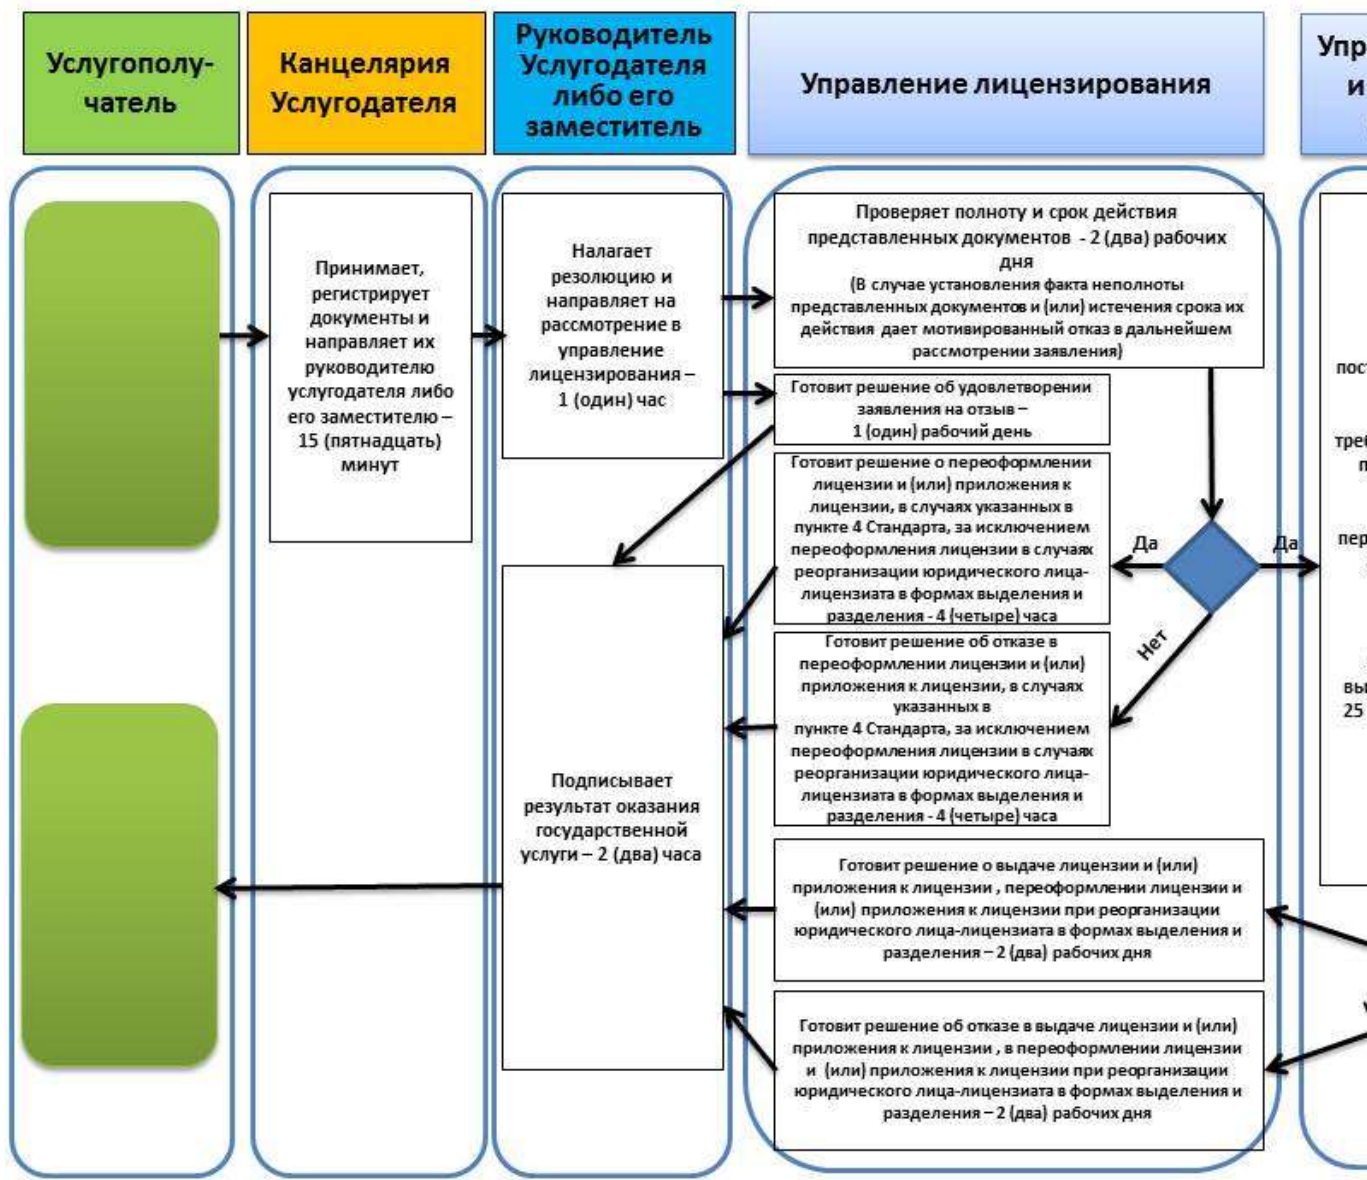 Услугополу-
чатель
Канцелярия
Услугодателя
Руководитель
Услугодателя
либо его
заместитель
Управление лицензирования
Принимает,
регистрирует
документы и
направляет их
руководителю
услугодателя либо
его заместителю –
15 (пятнадцать)
минут
Налагает
резолюцию и
направляет на
рассмотрение в
управление
лицензирования –
1 (один) час
Подписывает
результат оказания
государственной
услуги – 2 (два) часа
Проверяет полноту и срок действия
представленных документов - 2 (два) рабочих
дня
(В случае установления факта неполноты
представленных документов и (или) истечения срока их
действия дает мотивированный отказ в дальнейшем
рассмотрении заявления)
Готовит решение об удовлетворении
заявления на отзыв –
1 (один) рабочий день
Готовит решение о переоформлении
лицензии и (или) приложения к
лицензии, в случаях указанных в
пункте 4 Стандарта, за исключением
переоформления лицензии в случаях
реорганизации юридического лица-
лицензиата в формах выделения и
разделения - 4 (четыре) часа
Да
Да
Нет
Готовит решение об отказе в
переоформлении лицензии и (или)
приложения к лицензии, в случаях
указанных в
пункте 4 Стандарта, за исключением
переоформления лицензии в случаях
реорганизации юридического лица-
лицензиата в формах выделения и
разделения - 4 (четыре) часа
Готовит решение о выдаче лицензии и (или)
приложения к лицензии , переоформлении лицензии и
(или) приложения к лицензии при реорганизации
юридического лица-лицензиата в формах выделения и
разделения – 2 (два) рабочих дня
Готовит решение об отказе в выдаче лицензии и (или)
приложения к лицензии , в переоформлении лицензии
и (или) приложения к лицензии при реорганизации
юридического лица-лицензиата в формах выделения и
разделения – 2 (два) рабочих дня
25